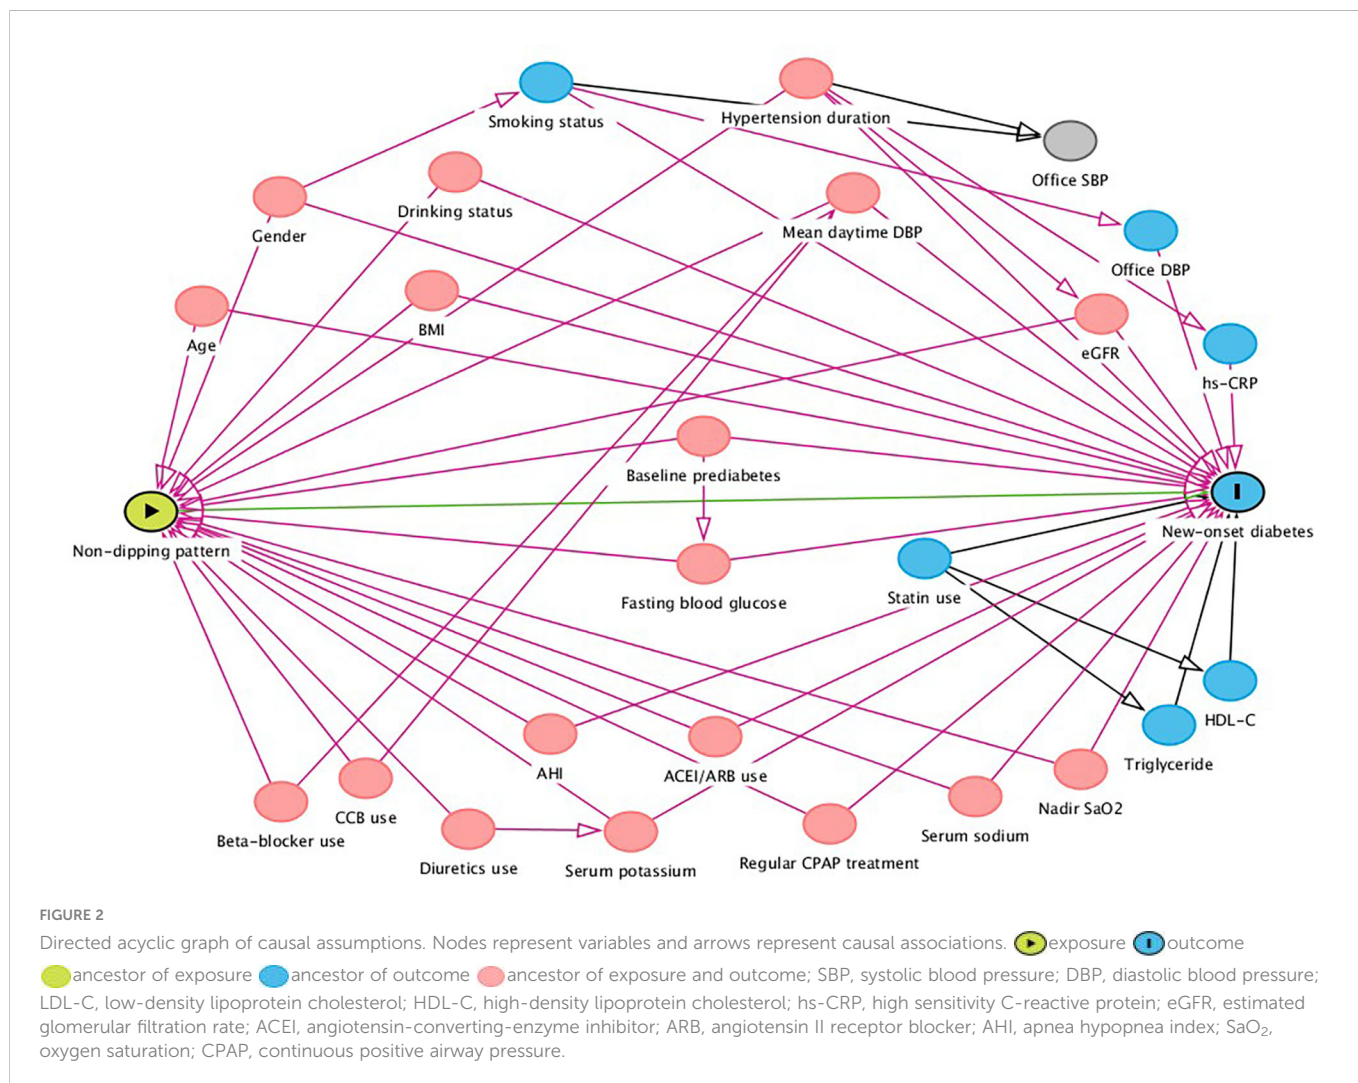 Smoking status
Hypertension duration
Office SBP
Drinking status
Gender
Mean daytime DBP
Office DBP
Age
BMI
eGFR
hs-CRP
Baseline prediabetes
Non-dipping pattern
New-onset diabetes
Fasting blood glucose
Statin use
HDL-C
Triglyceride
AHI
ACEI/ARB use
Nadir SaO2
CCB use
Beta-blocker use
Serum sodium
Diuretics use
Serum potassium
Regular CPAP treatment
FIGURE 2
Directed acyclic graph of causal assumptions. Nodes represent variables and arrows represent causal associations. exposure outcome
ancestor of exposure ancestor of outcome ancestor of exposure and outcome; SBP, systolic blood pressure; DBP, diastolic blood pressure;
LDL-C, low-density lipoprotein cholesterol; HDL-C, high-density lipoprotein cholesterol; hs-CRP, high sensitivity C-reactive protein; eGFR, estimated
glomerular filtration rate; ACEI, angiotensin-converting-enzyme inhibitor; ARB, angiotensin II receptor blocker; AHI, apnea hypopnea index; SaO₂,
oxygen saturation; CPAP, continuous positive airway pressure.